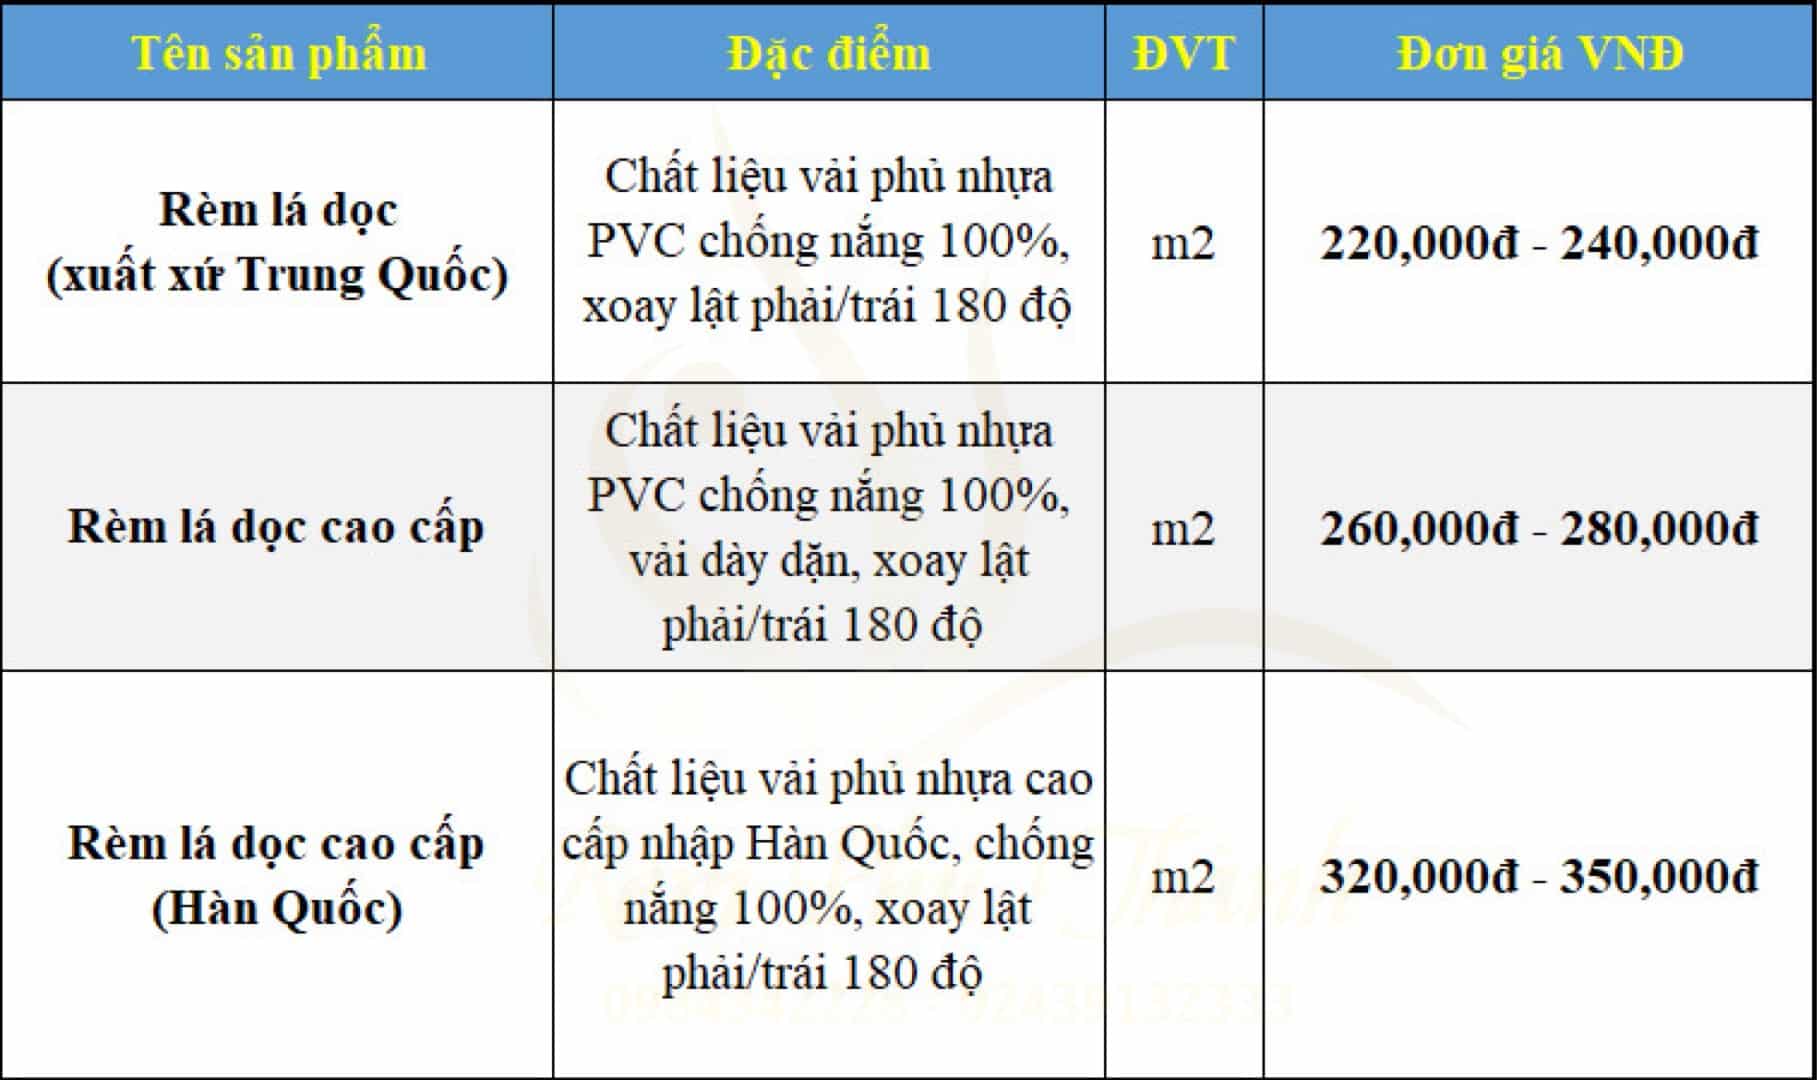 Tên sản phẩm
Đặc điểm
ĐVT
Đơn giá VNĐ
Rèm lá dọc
(xuất xứ Trung Quốc)
Chất liệu vải phủ nhựa
PVC chống nắng 100%,
xoay lật phải/trái 180 độ
m2
220,000đ - 240,000đ
Rèm lá dọc cao cấp
Chất liệu vải phủ nhựa
PVC chống nắng 100%,
vải dày dặn, xoay lật
phải/trái 180 độ
m2
260,000đ - 280,000đ
Rèm lá dọc cao cấp
(Hàn Quốc)
Chất liệu vải phủ nhựa cao
cấp nhập Hàn Quốc, chống
nắng 100%, xoay lật
phải/trái 180 độ
m2
320,000đ - 350,000đ